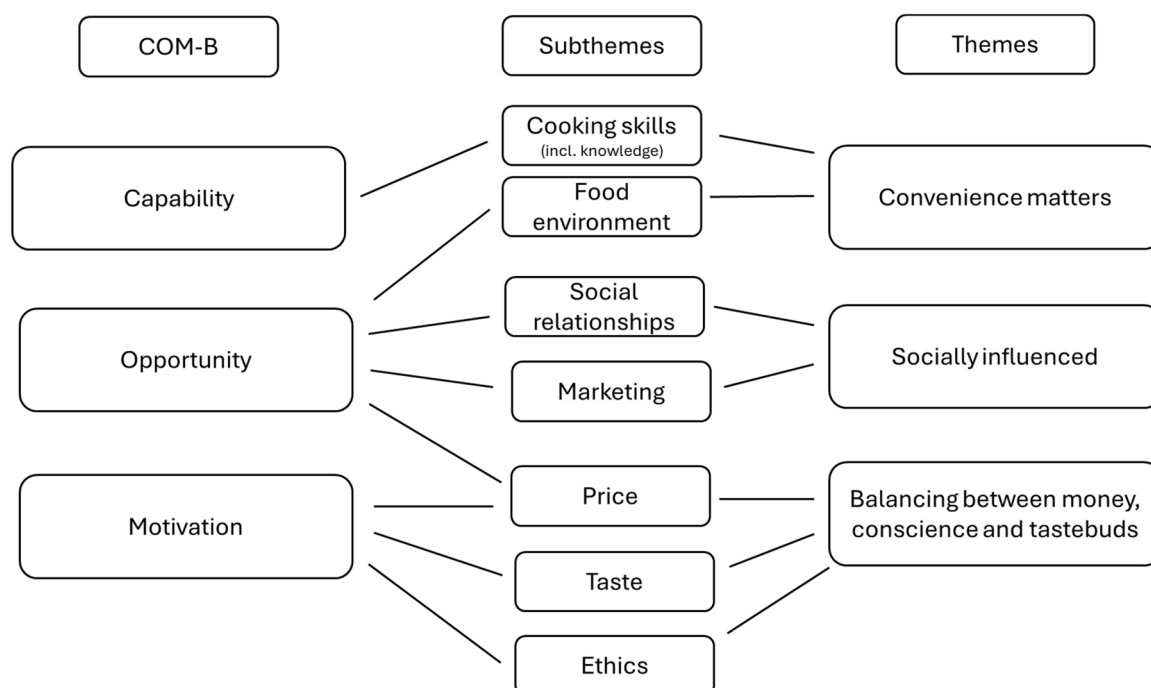 COM-B
Subthemes
Themes
Cooking skills
(incl. knowledge)
Capability
Food
environment
Convenience matters
Social
relationships
Opportunity
Socially influenced
Marketing
Price
Motivation
Balancing between money,
conscience and tastebuds
Taste
Ethics